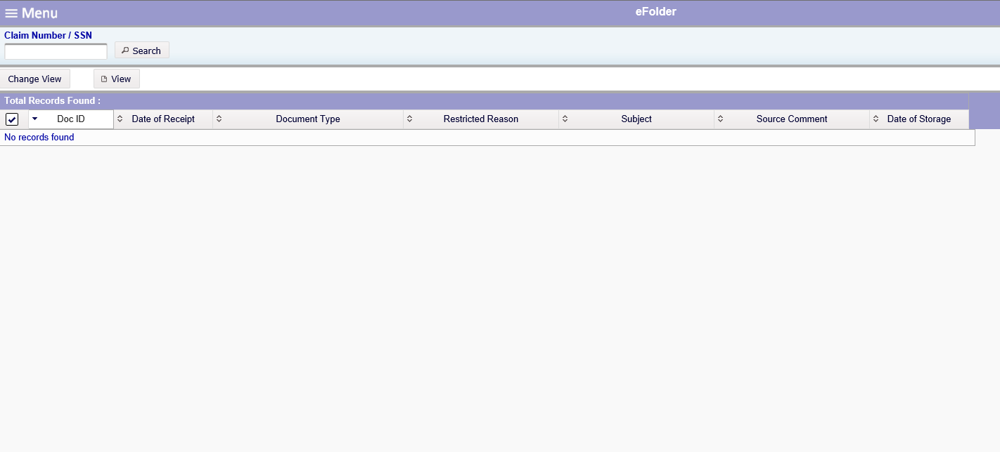 Menu
eFolder
Claim Number / SSN
Search
Change View
View
Total Records Found :
Doc ID
Date of Receipt
Document Type
Restricted Reason
Subject
Source Comment
Date of Storage
No records found